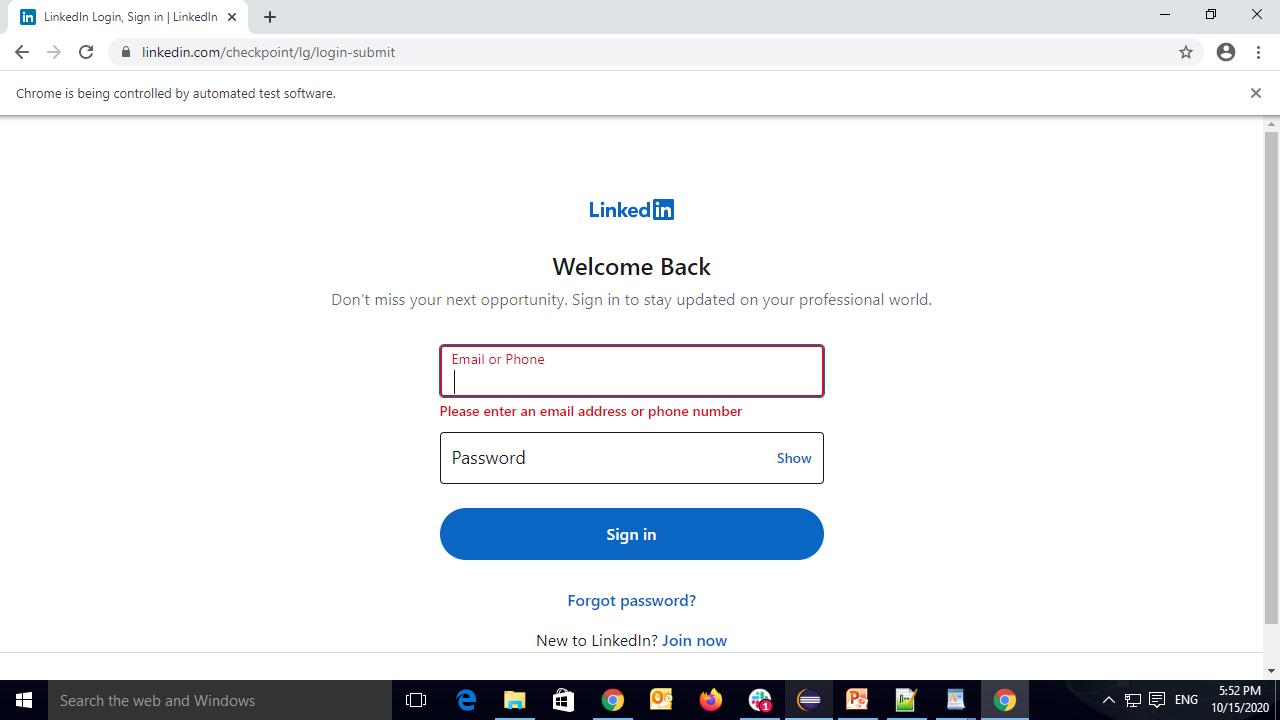 LinkedIn Login, Sign in | LinkedIn
linkedin.com/checkpoint/lg/login-submit
Chrome is being controlled by automated test software.
Linked in
Welcome Back
Don't miss your next opportunity. Sign in to stay updated on your professional world.
Email or Phone
Please enter an email address or phone number
Password Show
Sign in
Forgot password?
New to LinkedIn? Join now
Search the web and Windows
1
ENG
5:52 PM
10/15/2020